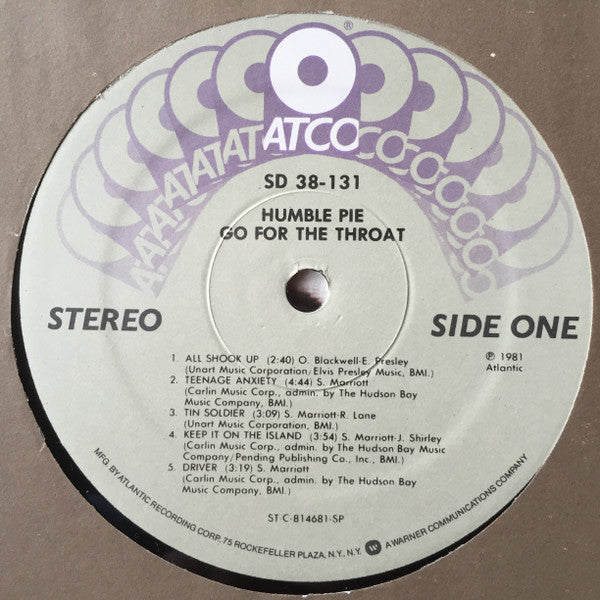 ®
ATCO
SD 38-131
HUMBLE PIE
GO FOR THE THROAT
STEREO
SIDE ONE
℗ 1981
Atlantic
1. ALL SHOOK UP (2:40) O. Blackwell-E. Presley
(Unart Music Corporation/Elvis Presley Music, BMI.)
2. TEENAGE ANXIETY (4:44) S. Marriott
(Carlin Music Corp., admin. by The Hudson Bay
Music Company, BMI.)
3. TIN SOLDIER (3:09) S. Marriott-R. Lane
(Unart Music Corporation, BMI.)
4. KEEP IT ON THE ISLAND (3:54) S. Marriott-J. Shirley
(Carlin Music Corp., admin. by The Hudson Bay Music
Company/Pending Publishing Co., Inc., BMI.)
5. DRIVER (3:19) S. Marriott
(Carlin Music Corp., admin. by The Hudson Bay
Music Company, BMI.)
ST C-814681-SP
MFG. BY ATLANTIC RECORDING CORP., 75 ROCKEFELLER PLAZA, N.Y., N.Y. A WARNER COMMUNICATIONS COMPANY